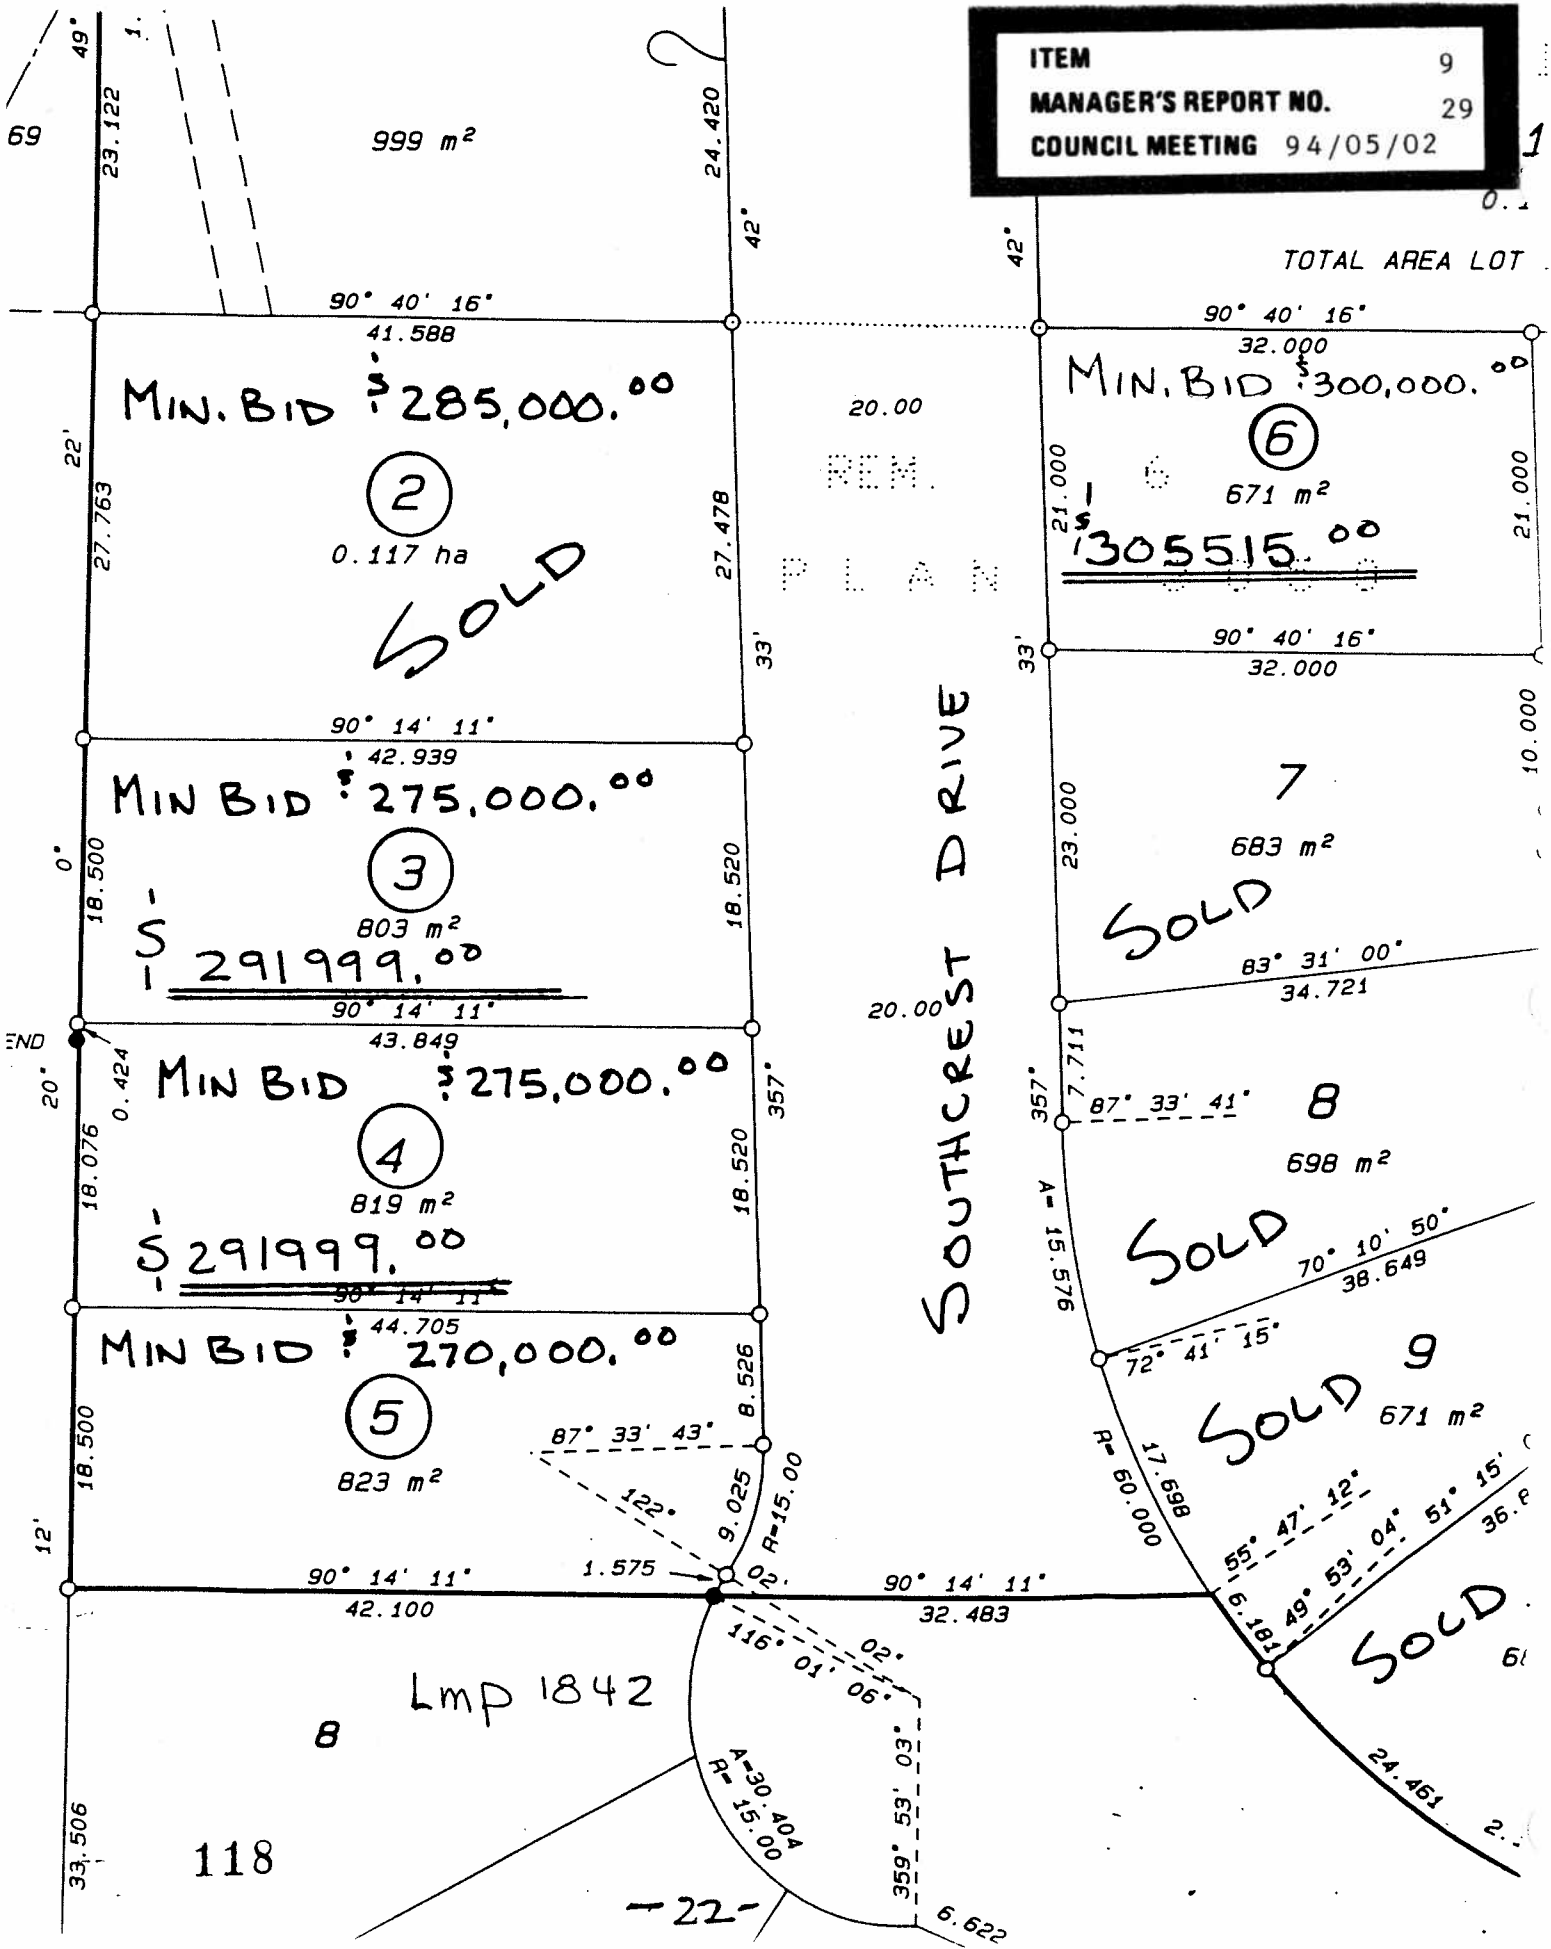 ITEM 9
MANAGER'S REPORT NO. 29
COUNCIL MEETING 94/05/02
49°
1.
69
23.122
999 m²
24.420
42°
42°
1
TOTAL AREA LOT
90° 40' 16"
41.588
90° 40' 16"
32.000
MIN. BID $285,000.00
2
0.117 ha
SOLD
22'
27.763
27.478
33'
20.00
REM.
PLAN
MIN. BID $300,000.00
6
6
671 m²
$305515.00
21.000
21.000
33'
90° 40' 16"
32.000
90° 14' 11"
42.939
MIN BID $275,000.00
3
803 m²
$291999.00
0°
18.500
18.520
SOUTHCREST DRIVE
20.00
7
683 m²
SOLD
23.000
10.000
83° 31' 00"
34.721
90° 14' 11"
43.849
END
0.424
MIN BID $275,000.00
4
819 m²
$291999.00
20"
18.076
18.520
357°
357°
7.711
87° 33' 41"
8
698 m²
SOLD
A= 15.576
70° 10' 50"
38.649
90° 14' 11"
44.705
MIN BID $270,000.00
5
823 m²
18.500
12'
8.526
87° 33' 43"
122°
9.025
R=15.00
1.575
02'
72° 41' 15"
9
SOLD
671 m²
R= 60.000
17.698
55° 47' 12"
49° 53' 04"
51° 15'
36.8
6.181
SOLD
90° 14' 11"
42.100
90° 14' 11"
32.483
116° 01' 06"
02"
Lmp 1842
8
A=30.404
R= 15.00
359° 53' 03"
24.461
33.506
118
-22-
6.622